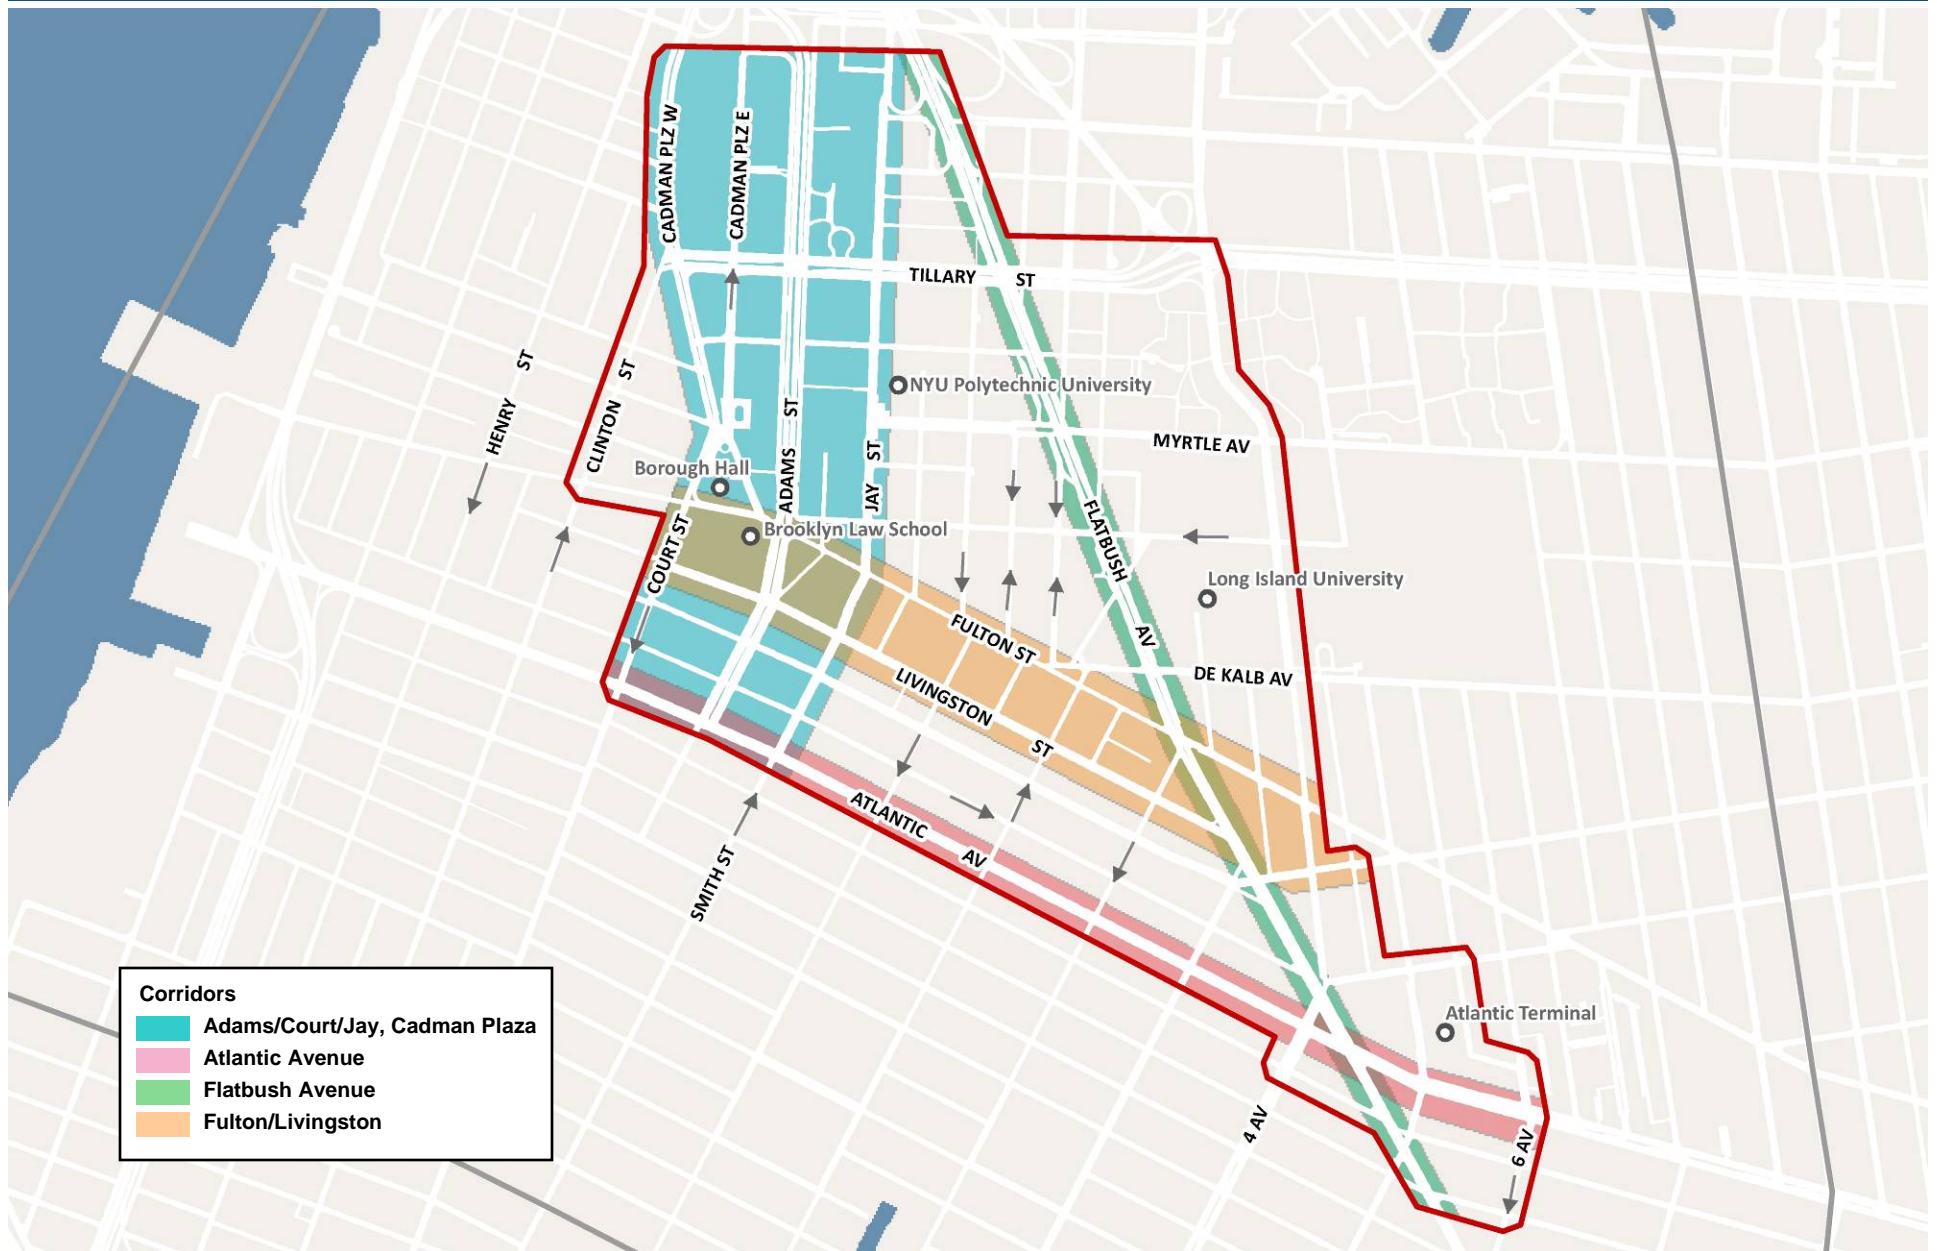 CADMAN PLZ W
CADMAN PLZ E
TILLARY ST
HENRY ST
CLINTON ST
NYU Polytechnic University
ADAMS ST
JAY ST
MYRTLE AV
Borough Hall
COURT ST
Brooklyn Law School
FLATBUSH AV
Long Island University
FULTON ST
DE KALB AV
LIVINGSTON ST
ATLANTIC AV
SMITH ST
Atlantic Terminal
4 AV
6 AV
Corridors
Adams/Court/Jay, Cadman Plaza
Atlantic Avenue
Flatbush Avenue
Fulton/Livingston